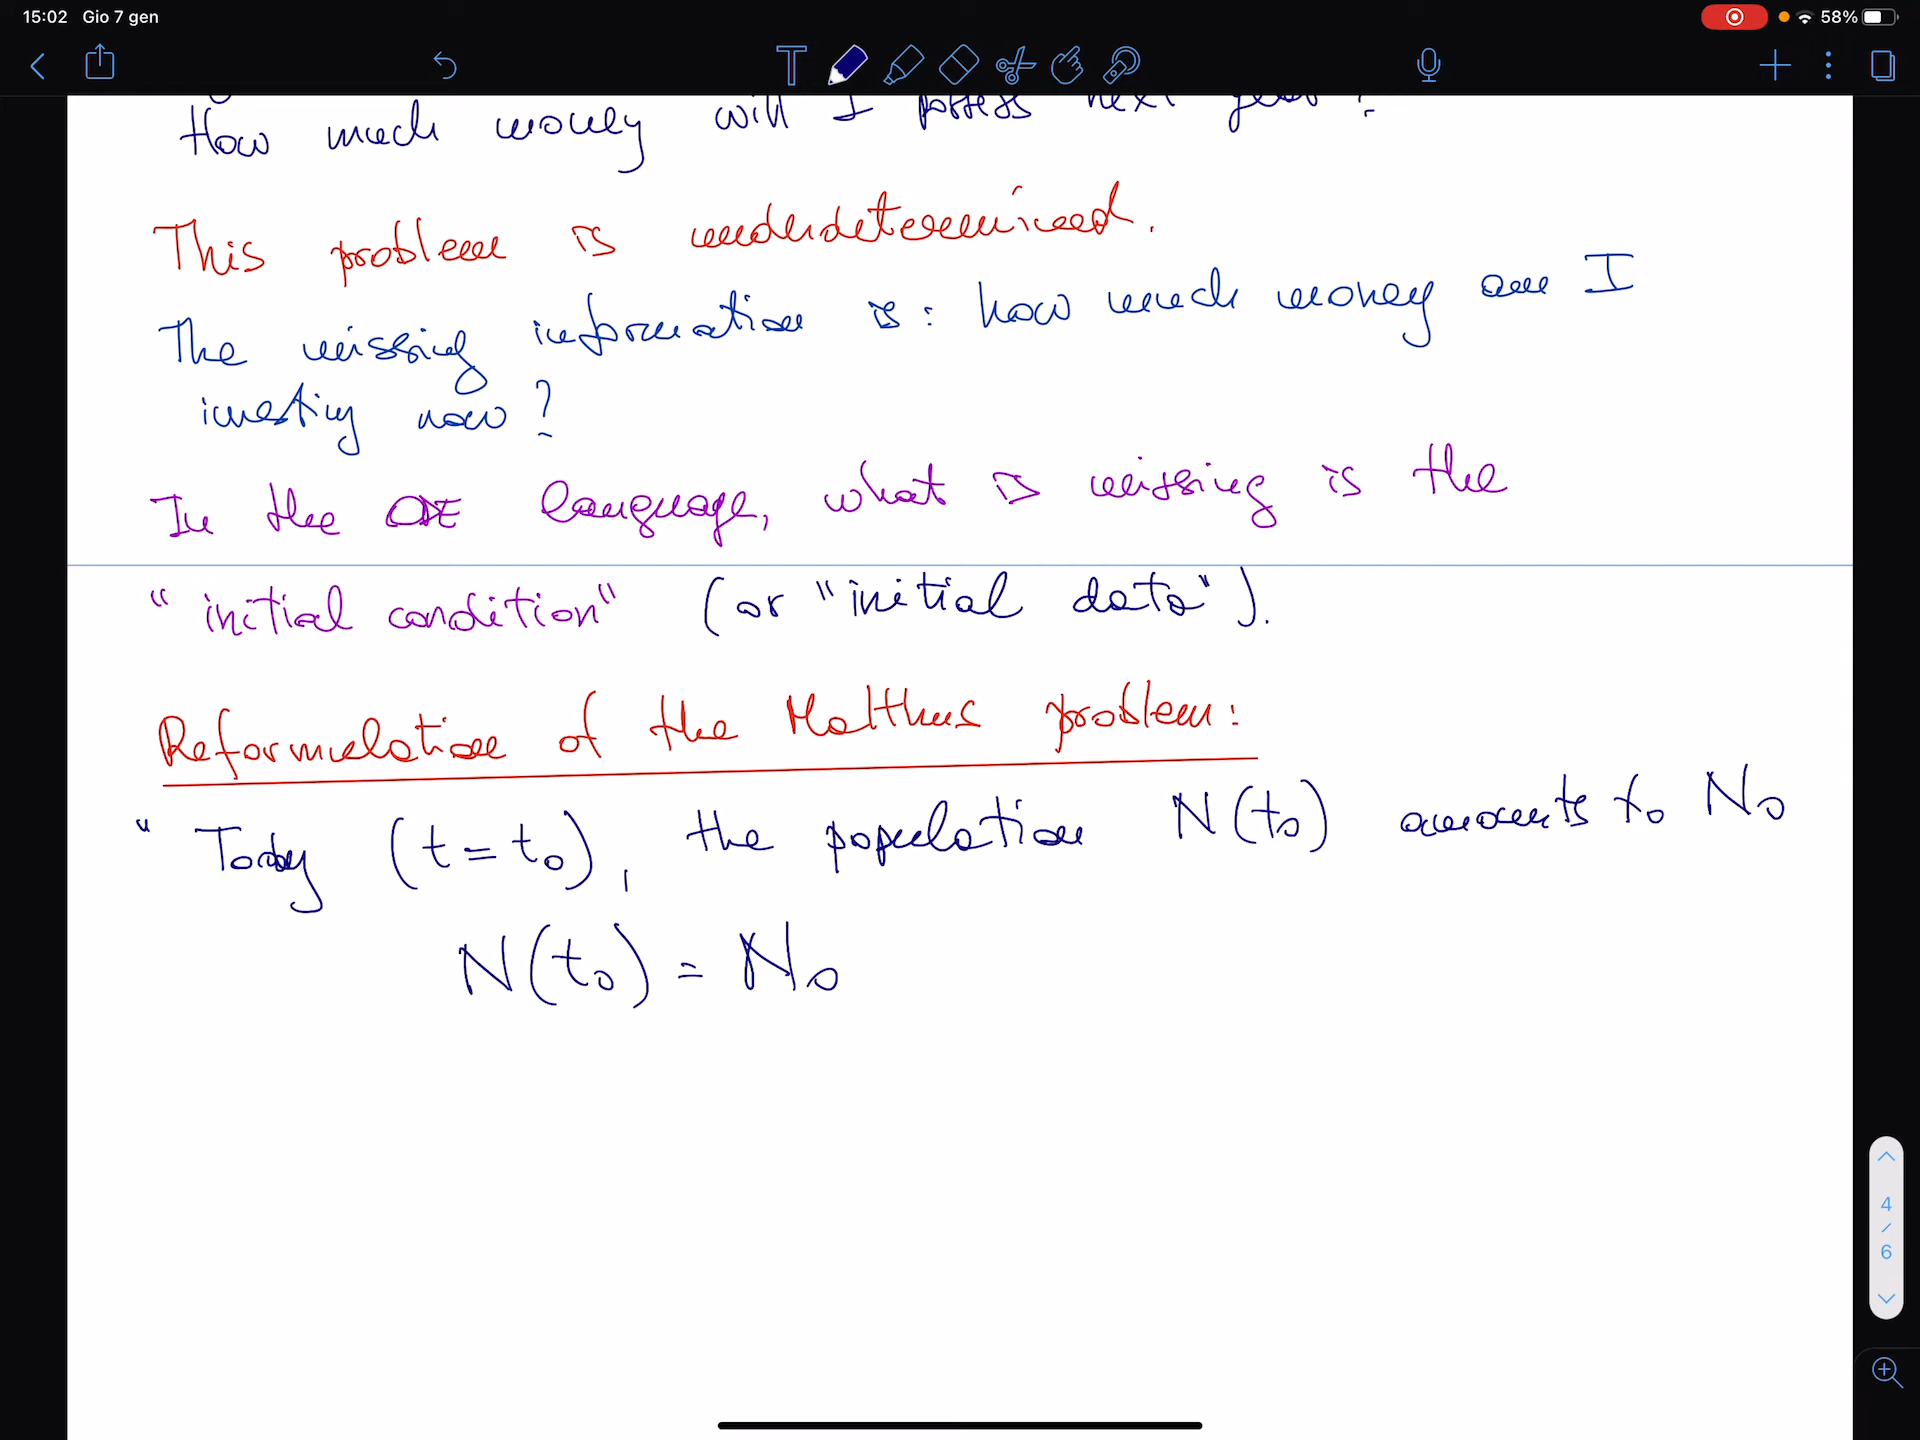 15:02 Gio 7 gen 58%
How much money will I possess next year?
This problem is underdetermined.
The missing information is: how much money am I
investing now?
In the ODE language, what is missing is the
"initial condition" (or "initial data").
Reformulation of the Malthus problem:
" Today (t = t₀), the population N(t₀) amounts to N₀
N(t₀) = N₀
4
/
6